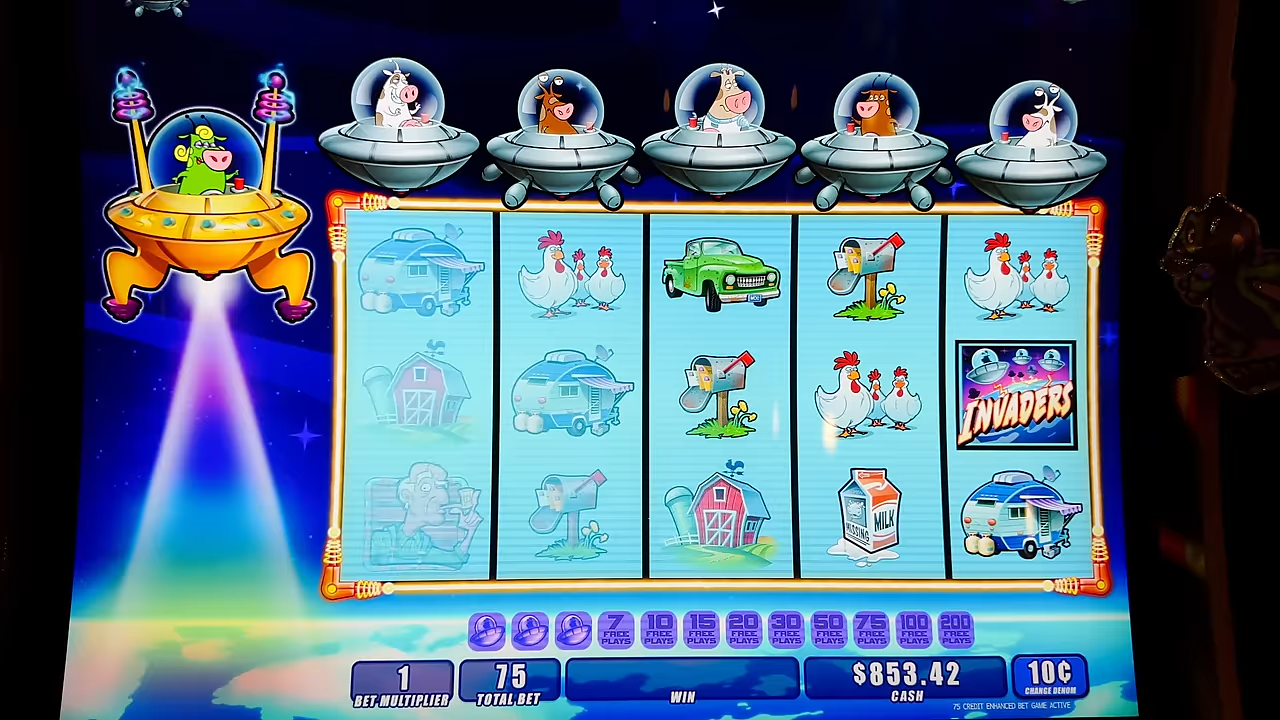 INVADERS
MISSING
MILK
7 FREE PLAYS
10 FREE PLAYS
15 FREE PLAYS
20 FREE PLAYS
30 FREE PLAYS
50 FREE PLAYS
75 FREE PLAYS
100 FREE PLAYS
200 FREE PLAYS
1
BET MULTIPLIER
75
TOTAL BET
WIN
$853.42
CASH
10¢
CHANGE DENOM
75 CREDIT ENHANCED BET GAME ACTIVE